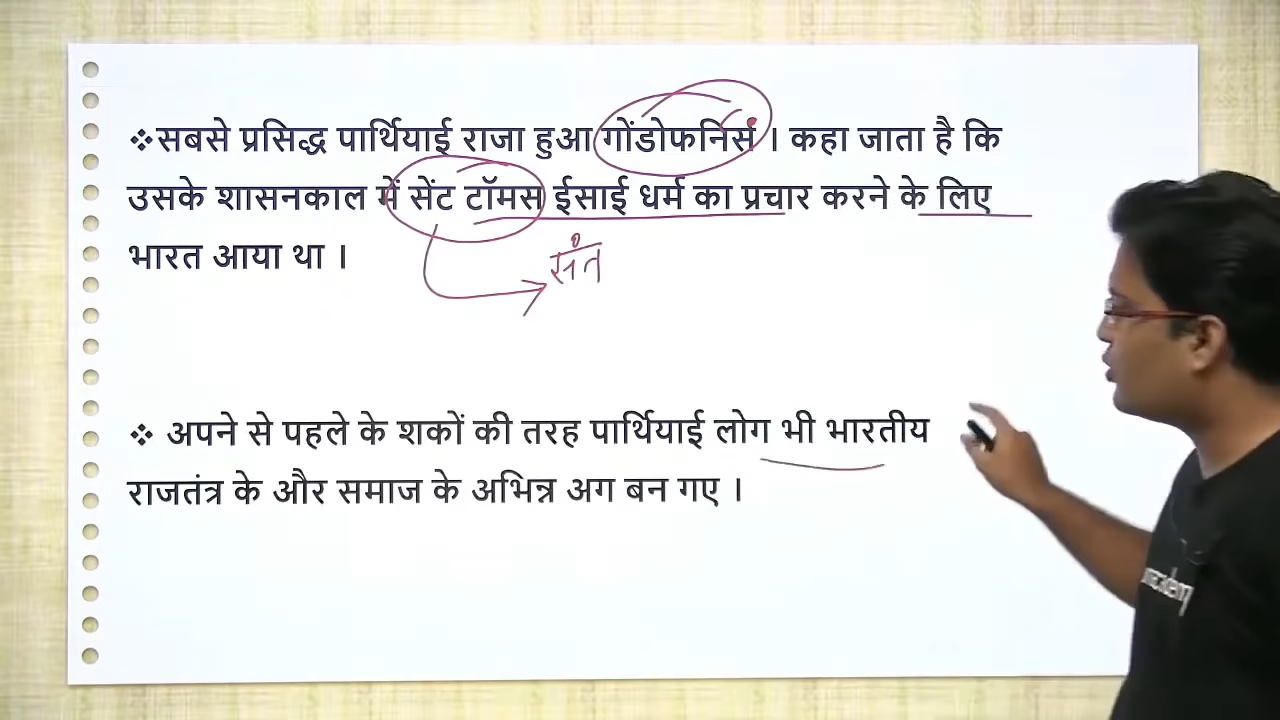 ❖सबसे प्रसिद्ध पार्थियाई राजा हुआ गोंडोफनिस । कहा जाता है कि
उसके शासनकाल में सेंट टॉमस ईसाई धर्म का प्रचार करने के लिए
भारत आया था ।
संत
❖ अपने से पहले के शकों की तरह पार्थियाई लोग भी भारतीय
राजतंत्र के और समाज के अभिन्न अग बन गए ।